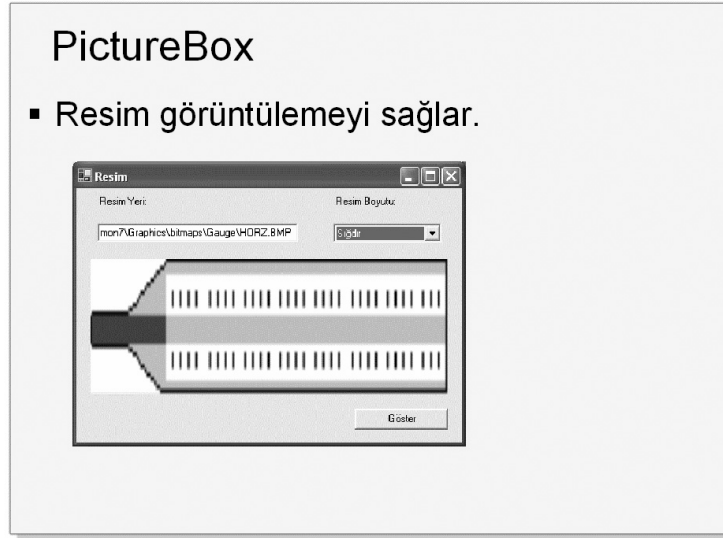 PictureBox
▪ Resim görüntülemeyi sağlar.
Resim
Resim Yeri: Resim Boyutu:
mon7\Graphics\bitmaps\Gauge\HORZ.BMP Sığdır
Göster